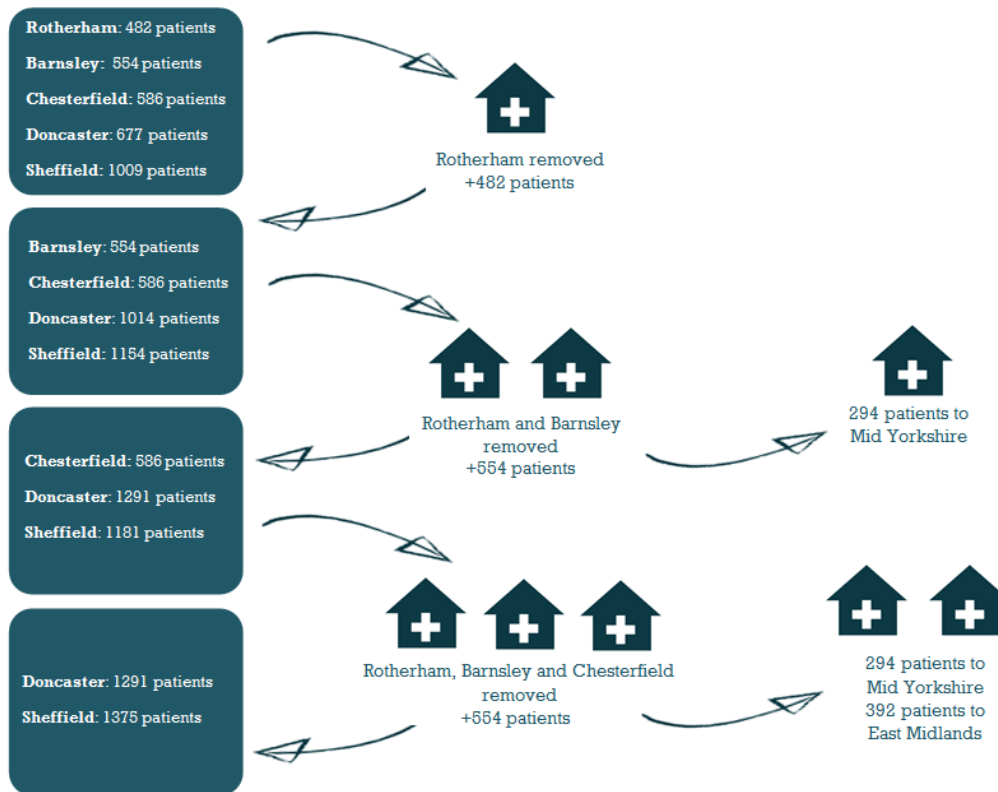 Rotherham: 482 patients
Barnsley: 554 patients
Chesterfield: 586 patients
Doncaster: 677 patients
Sheffield: 1009 patients
Rotherham removed
+482 patients
Barnsley: 554 patients
Chesterfield: 586 patients
Doncaster: 1014 patients
Sheffield: 1154 patients
Rotherham and Barnsley
removed
+554 patients
294 patients to
Mid Yorkshire
Chesterfield: 586 patients
Doncaster: 1291 patients
Sheffield: 1181 patients
Rotherham, Barnsley and Chesterfield
removed
+554 patients
294 patients to
Mid Yorkshire
392 patients to
East Midlands
Doncaster: 1291 patients
Sheffield: 1375 patients